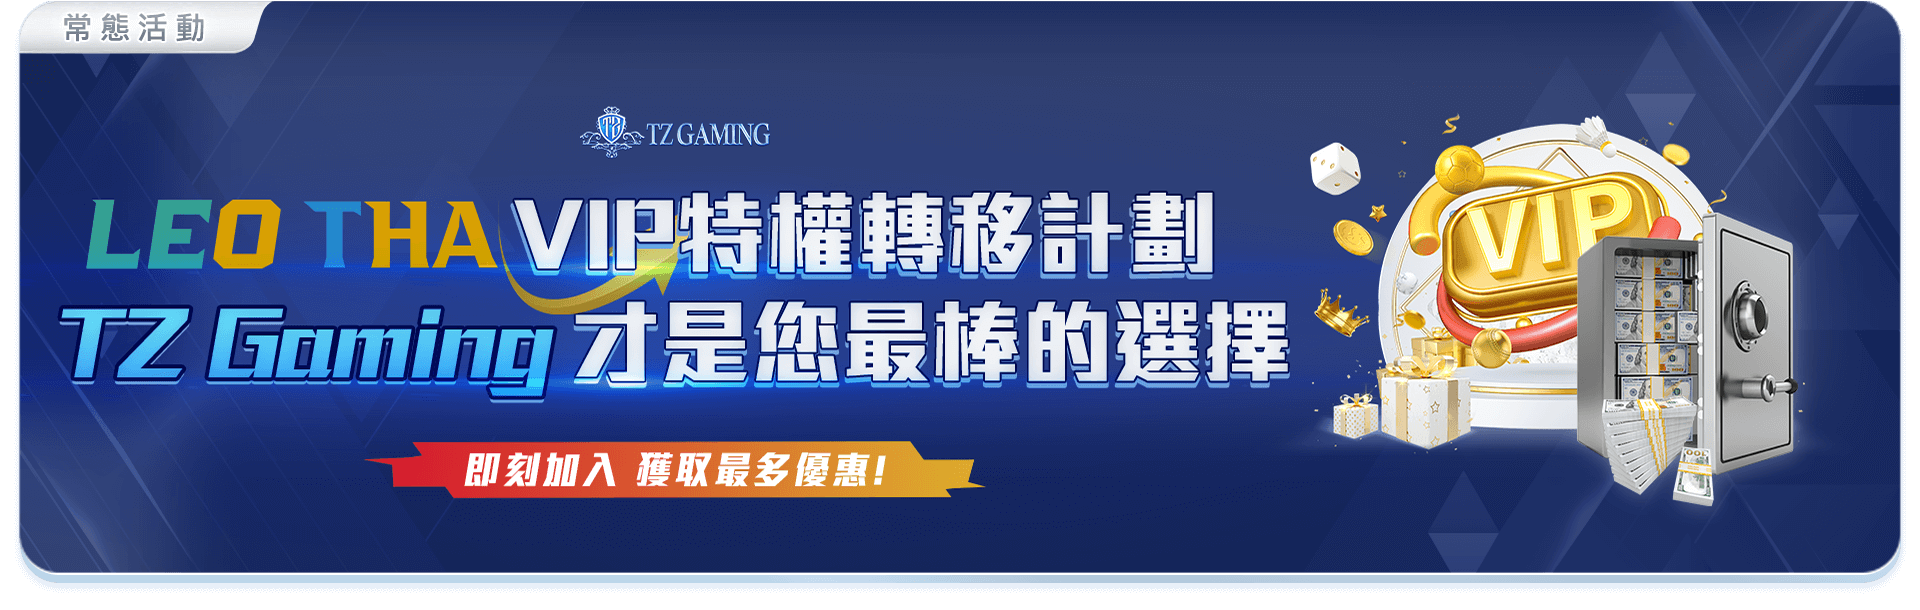 常態活動
TZ GAMING
LEO THA VIP特權轉移計劃
TZ Gaming 才是您最棒的選擇
即刻加入 獲取最多優惠!
VIP
100